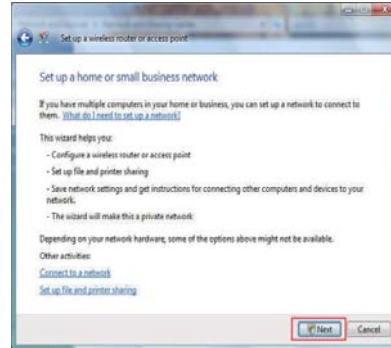 Set up a wireless router or access point
Set up a home or small business network
If you have multiple computers in your home or business, you can set up a network to connect to
them. What do I need to set up a network?
This wizard helps you:
- Configure a wireless router or access point
- Set up file and printer sharing
- Save network settings and get instructions for connecting other computers and devices to your
network.
- The wizard will make this a private network
Depending on your network hardware, some of the options above might not be available.
Other activities:
Connect to a network
Set up file and printer sharing
Next Cancel